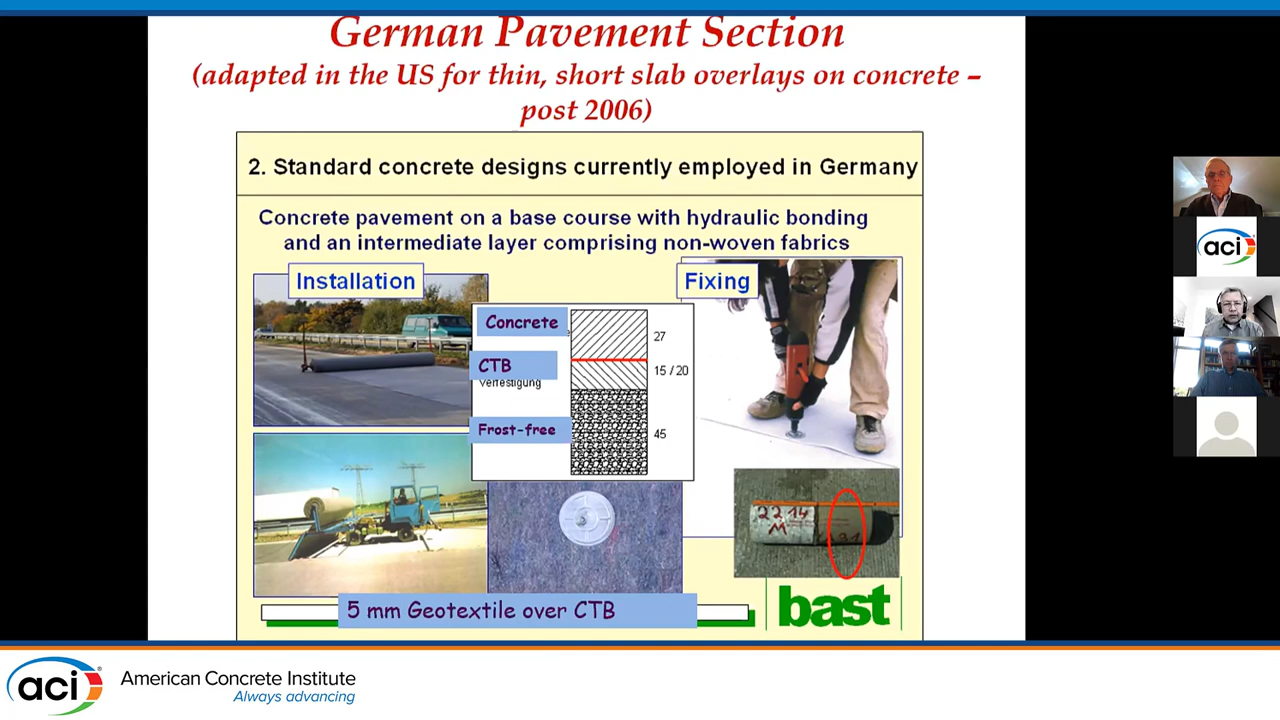 German Pavement Section
(adapted in the US for thin, short slab overlays on concrete –
post 2006)
2. Standard concrete designs currently employed in Germany
Concrete pavement on a base course with hydraulic bonding
and an intermediate layer comprising non-woven fabrics
Installation
Fixing
Concrete
27
CTB
15 / 20
Verfestigung
Frost-free
45
2214
M
5 mm Geotextile over CTB
bast
aci
aci
American Concrete Institute
Always advancing